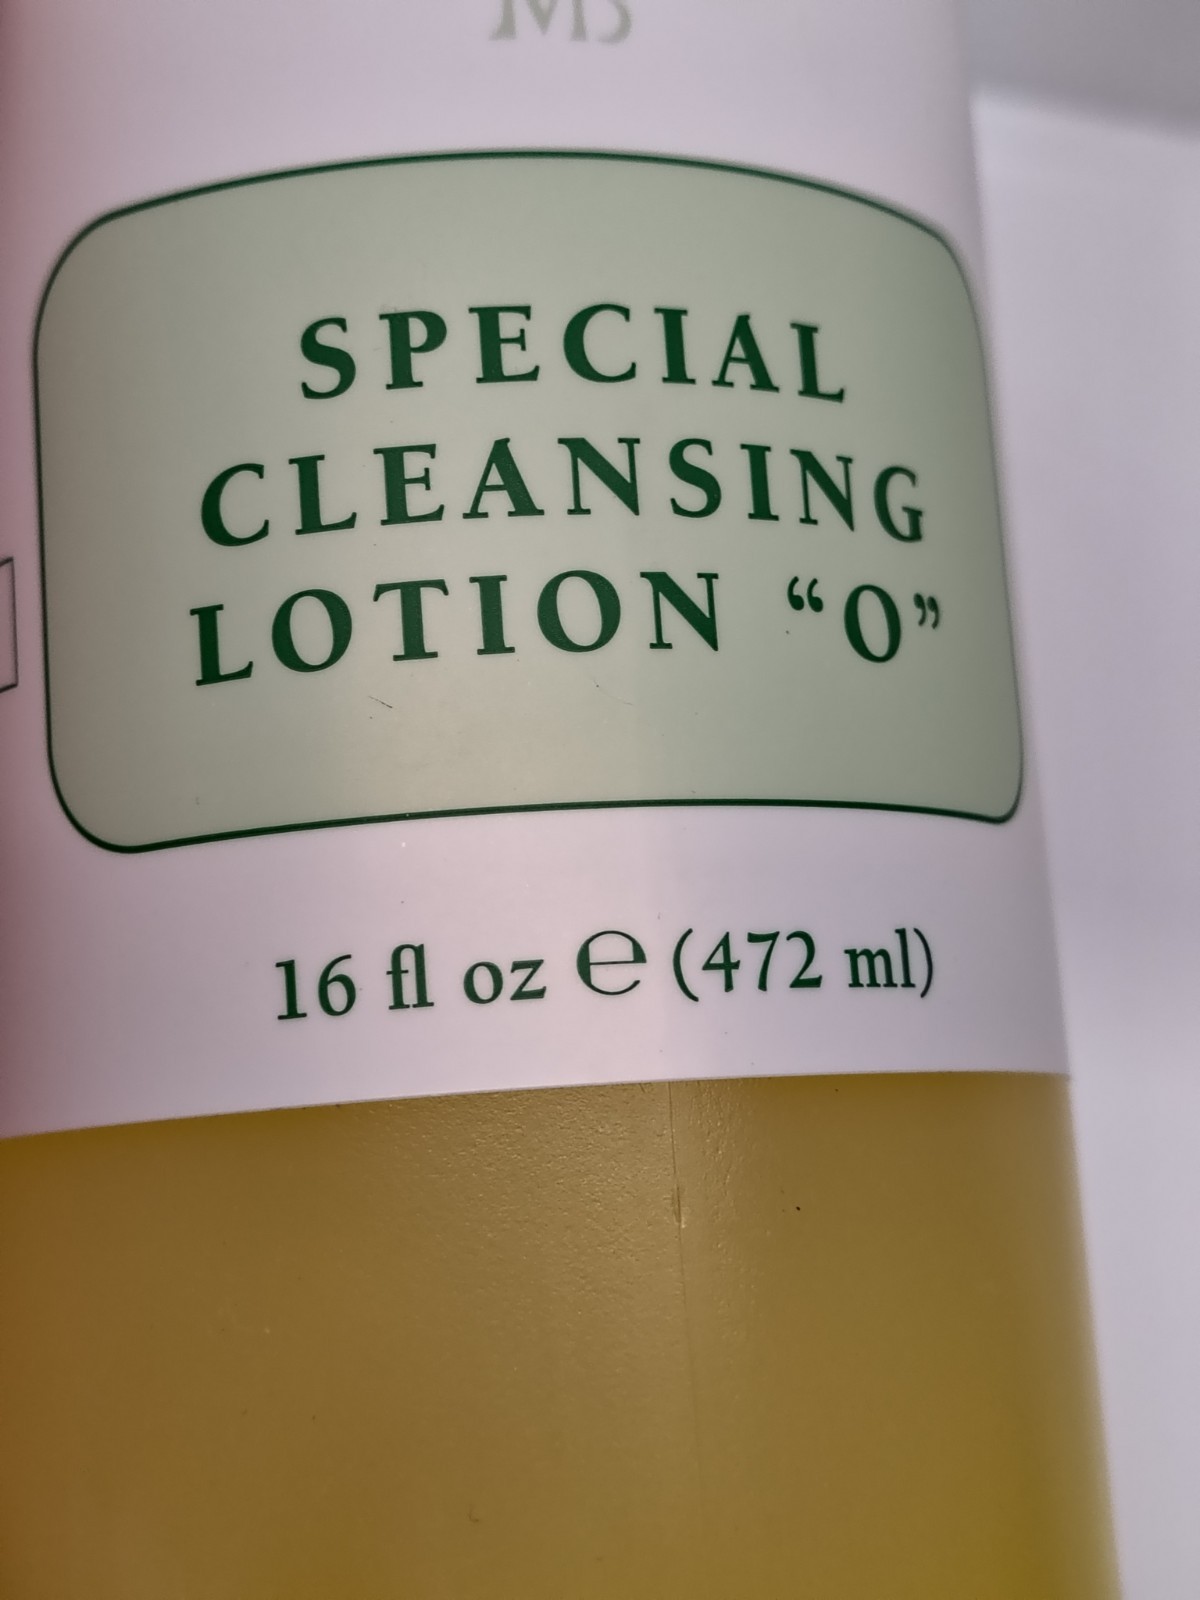 SPECIAL
CLEANSING
LOTION “O”
16 fl oz ℮ (472 ml)